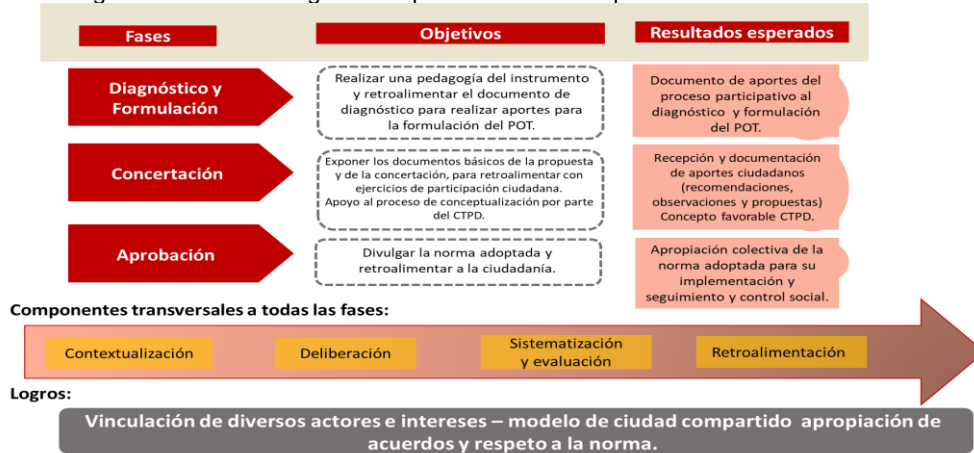 Fases
Objetivos
Resultados esperados
Diagnóstico y
Formulación
Realizar una pedagogía del instrumento
y retroalimentar el documento de
diagnóstico para realizar aportes para
la formulación del POT.
Documento de aportes del
proceso participativo al
diagnóstico y formulación
del POT.
Concertación
Exponer los documentos básicos de la propuesta
y de la concertación, para retroalimentar con
ejercicios de participación ciudadana.
Apoyo al proceso de conceptualización por parte
del CTPD.
Recepción y documentación
de aportes ciudadanos
(recomendaciones,
observaciones y propuestas)
Concepto favorable CTPD.
Aprobación
Divulgar la norma adoptada y
retroalimentar a la ciudadanía.
Apropiación colectiva de la
norma adoptada para su
implementación y
seguimiento y control social.
Componentes transversales a todas las fases:
Contextualización
Deliberación
Sistematización
y evaluación
Retroalimentación
Logros:
Vinculación de diversos actores e intereses – modelo de ciudad compartido apropiación de
acuerdos y respeto a la norma.